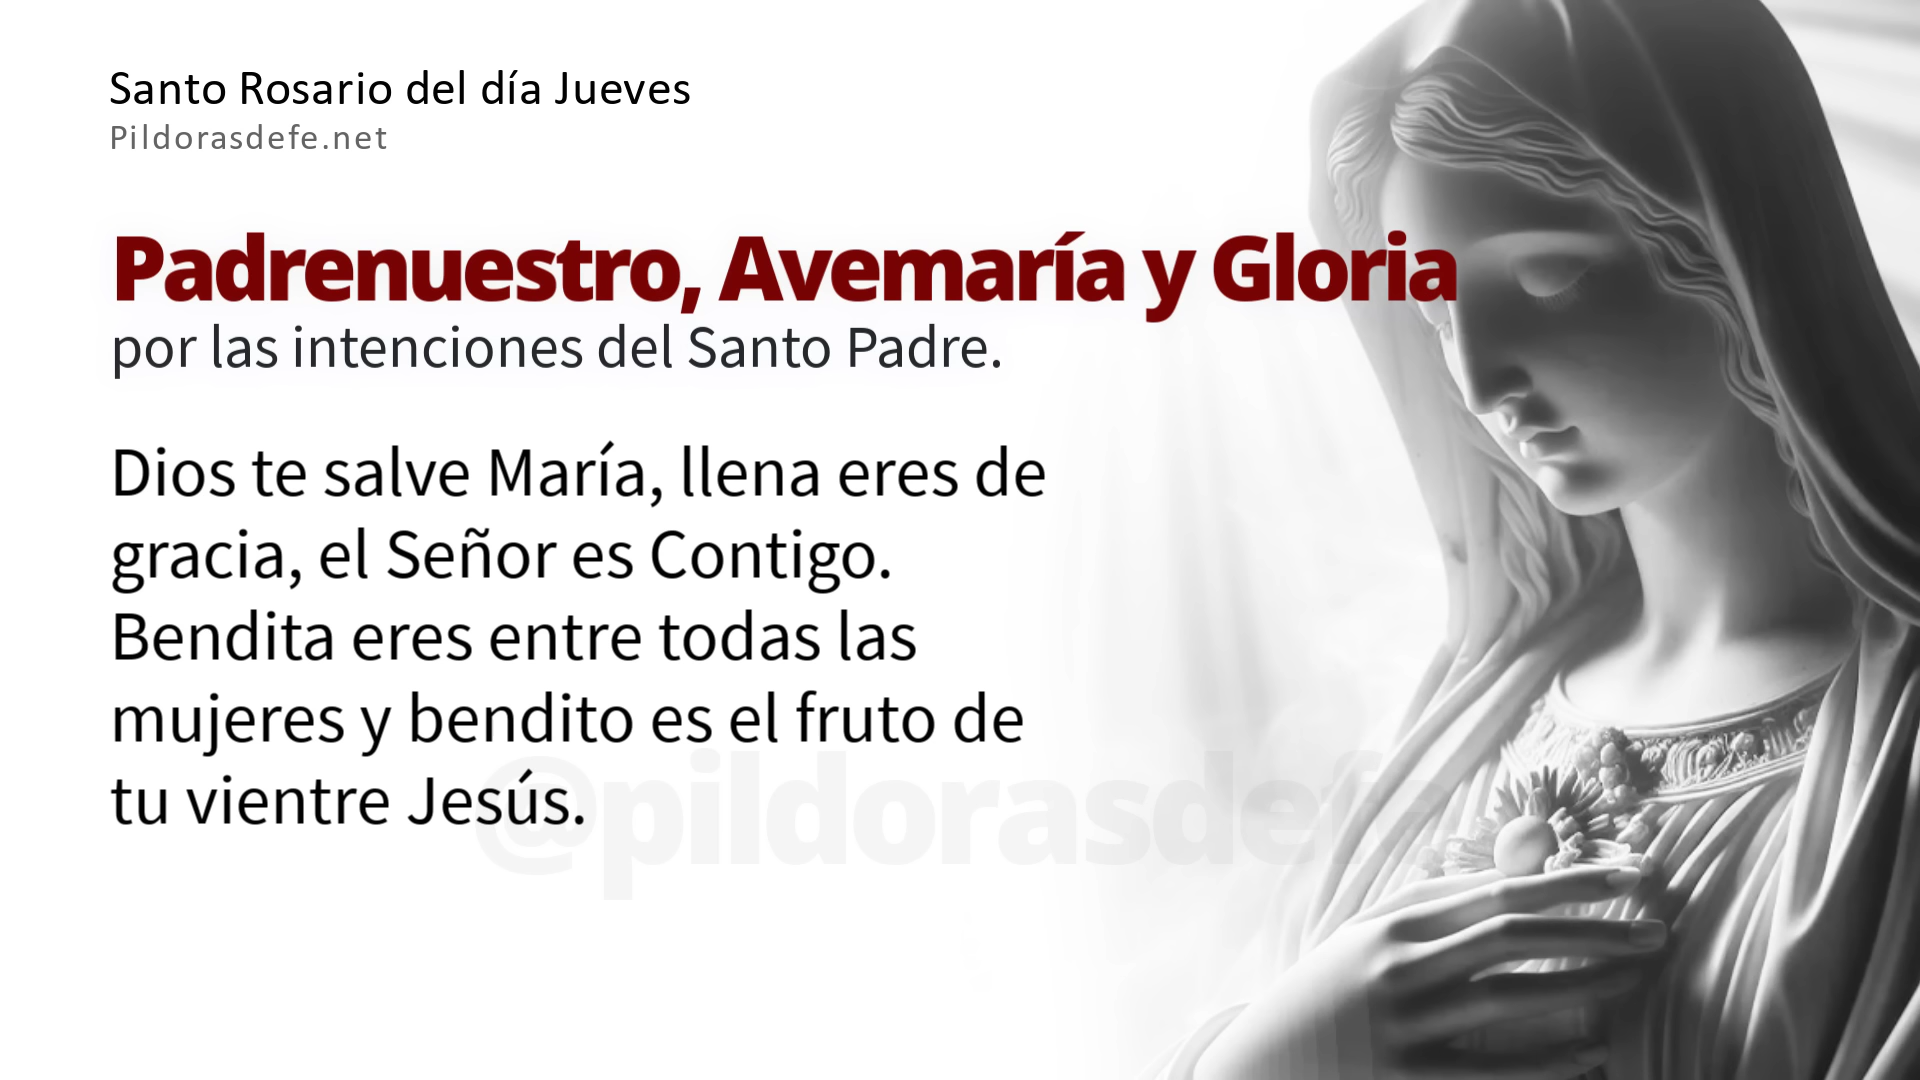 Santo Rosario del día Jueves
Pildorasdefe.net
Padrenuestro, Avemaría y Gloria
por las intenciones del Santo Padre.
Dios te salve María, llena eres de
gracia, el Señor es Contigo.
Bendita eres entre todas las
mujeres y bendito es el fruto de
tu vientre Jesús.
@pildorasdefe